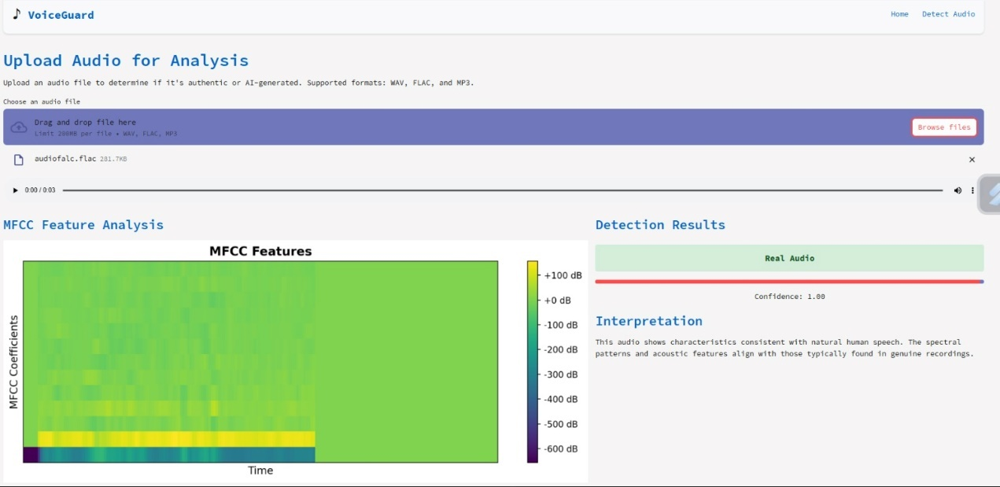 VoiceGuard
Home Detect Audio
Upload Audio for Analysis
Upload an audio file to determine if it's authentic or AI-generated. Supported formats: WAV, FLAC, and MP3.
Choose an audio file
Drag and drop file here
Limit 200MB per file • WAV, FLAC, MP3
Browse files
audiofalc.flac 281.7KB
0:00 / 0:03
MFCC Feature Analysis
MFCC Features
MFCC Coefficients
Time
+100 dB
+0 dB
-100 dB
-200 dB
-300 dB
-400 dB
-500 dB
-600 dB
Detection Results
Real Audio
Confidence: 1.00
Interpretation
This audio shows characteristics consistent with natural human speech. The spectral
patterns and acoustic features align with those typically found in genuine recordings.